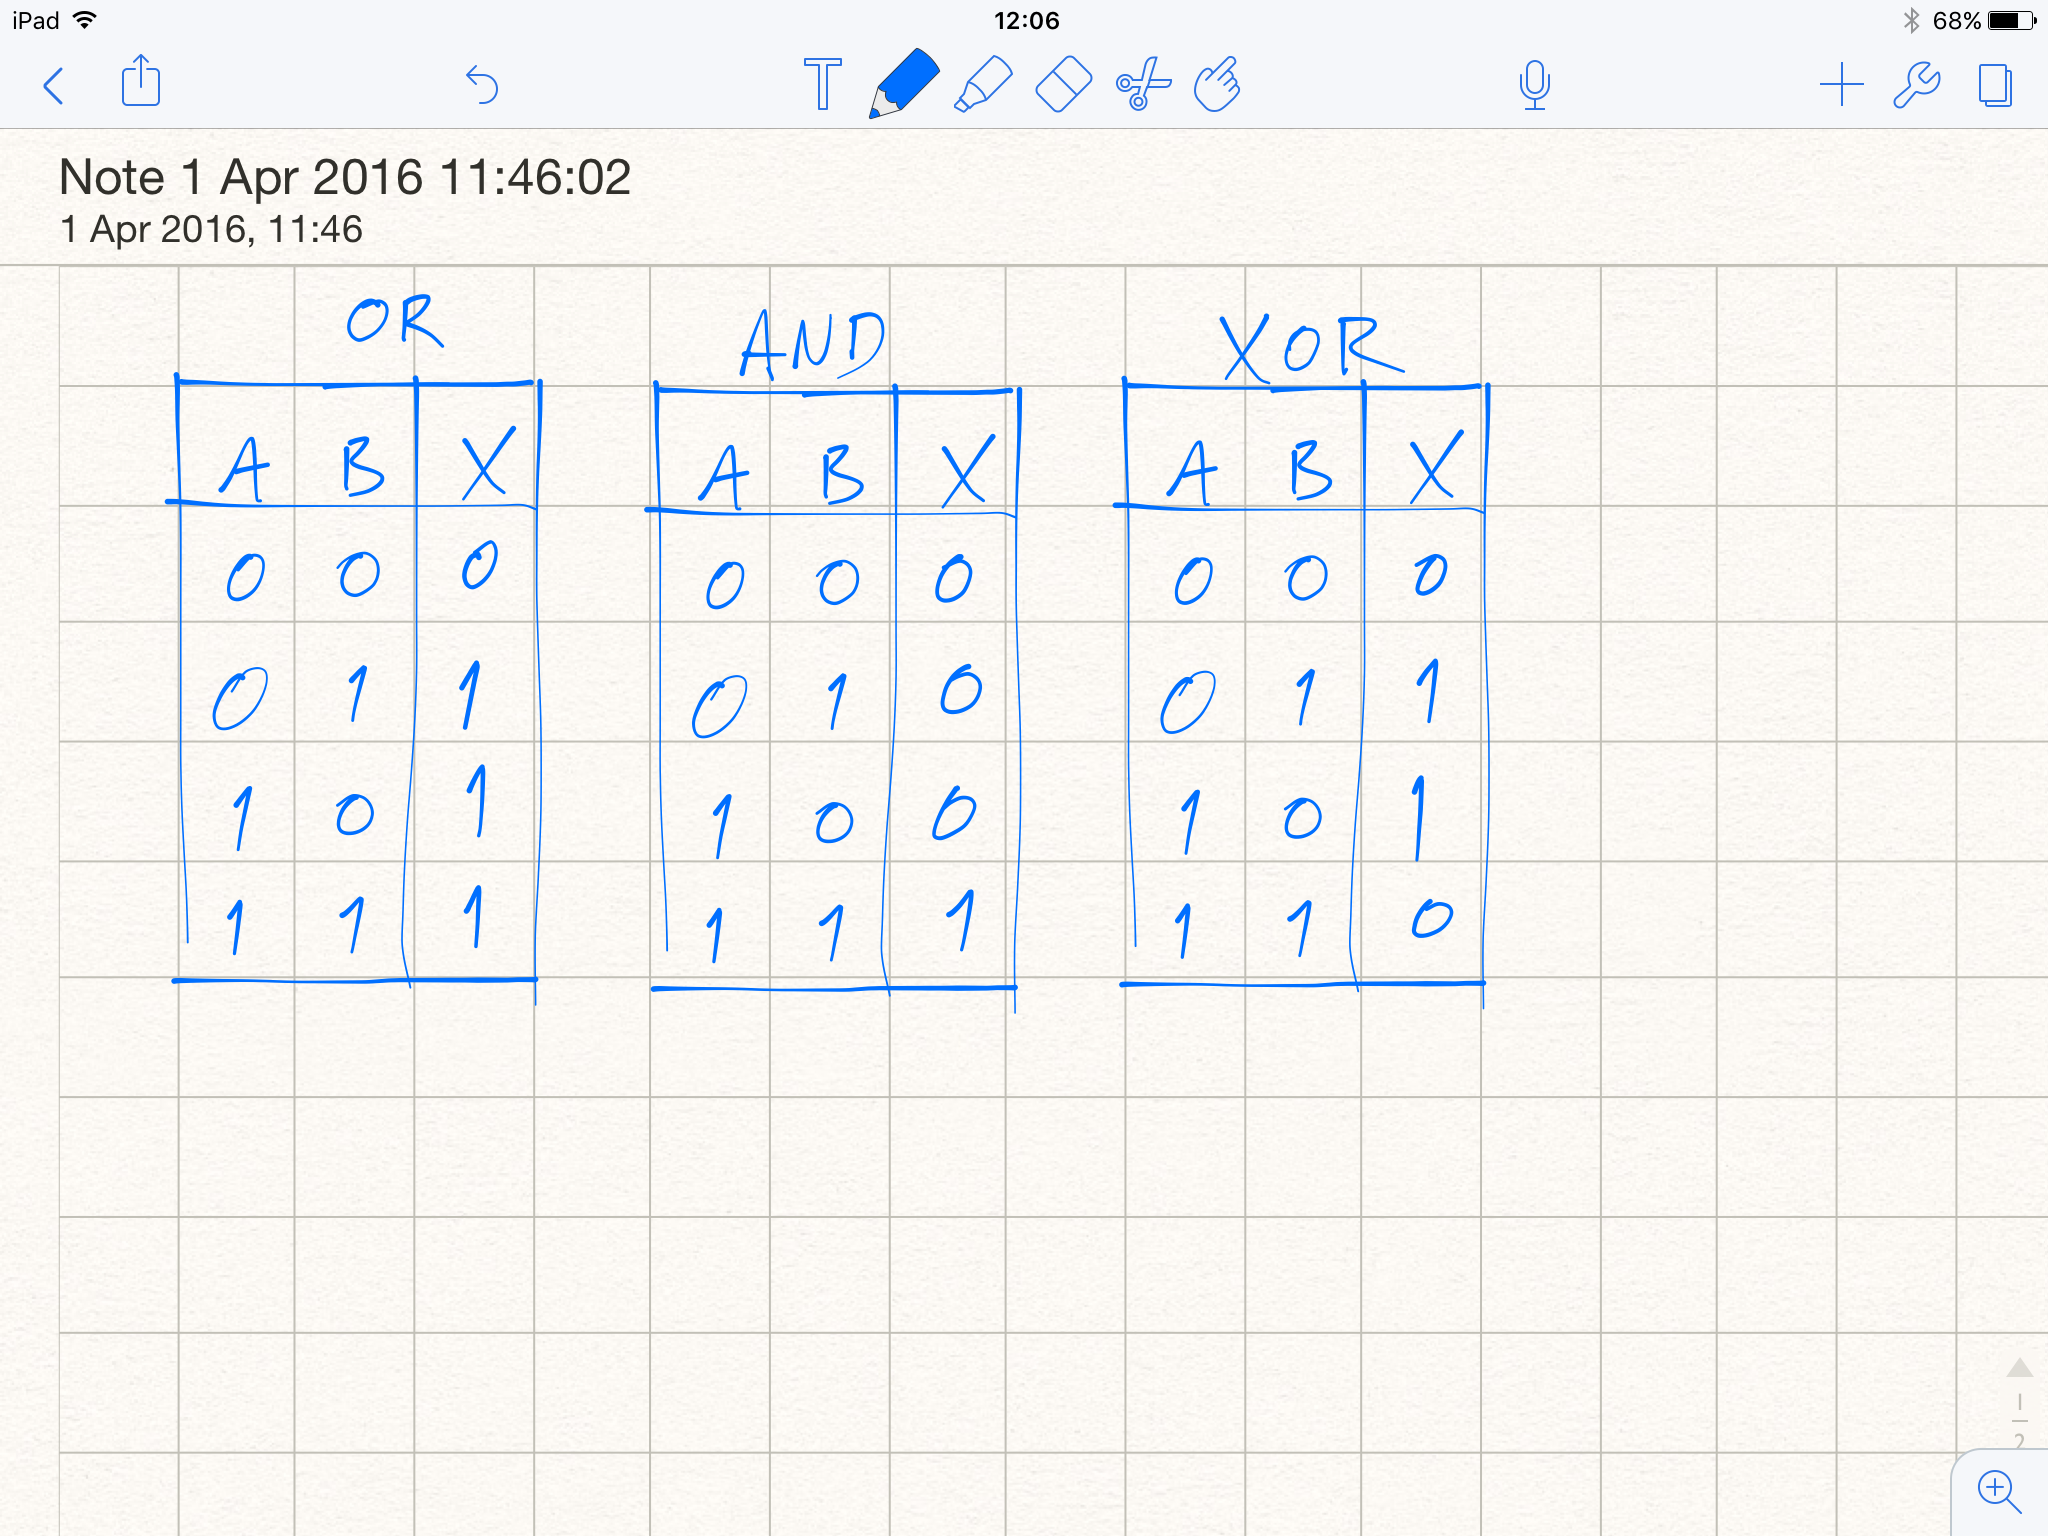 iPad 12:06 68%
T
Note 1 Apr 2016 11:46:02
1 Apr 2016, 11:46
OR AND XOR
A B X A B X A B X
0 0 0 0 0 0 0 0 0
0 1 1 0 1 0 0 1 1
1 0 1 1 0 0 1 0 1
1 1 1 1 1 1 1 1 0
1
2